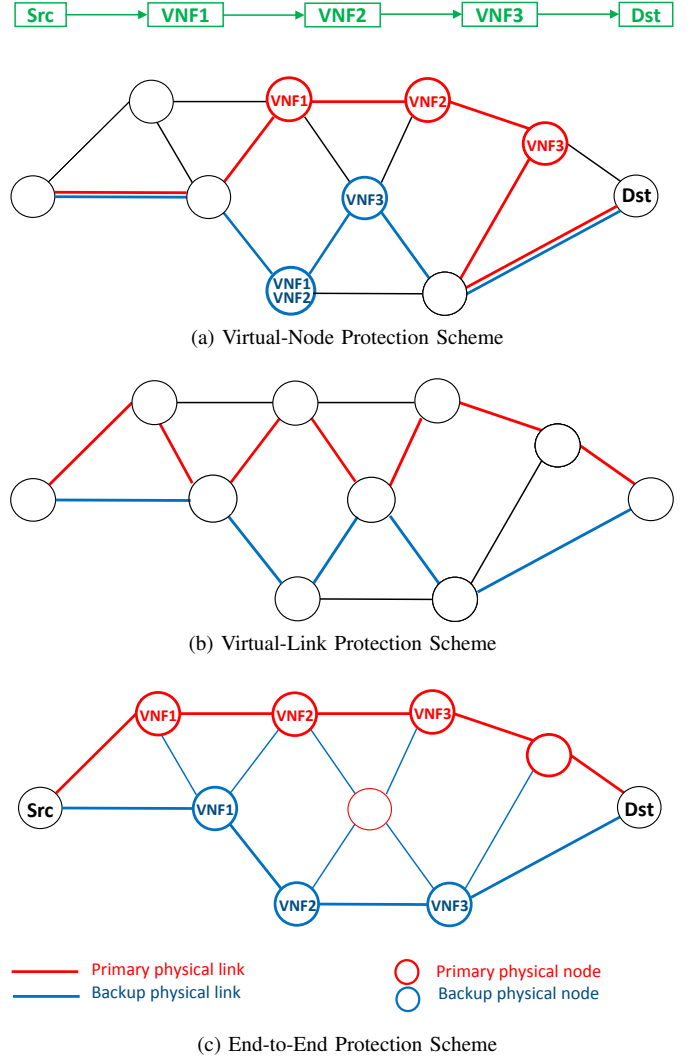 Src VNF1 VNF2 VNF3 Dst
VNF1 VNF2
VNF3
VNF3 Dst
VNF1
VNF2
(a) Virtual-Node Protection Scheme
(b) Virtual-Link Protection Scheme
VNF1 VNF2 VNF3
Src VNF1 Dst
VNF2 VNF3
Primary physical link Primary physical node
Backup physical link Backup physical node
(c) End-to-End Protection Scheme